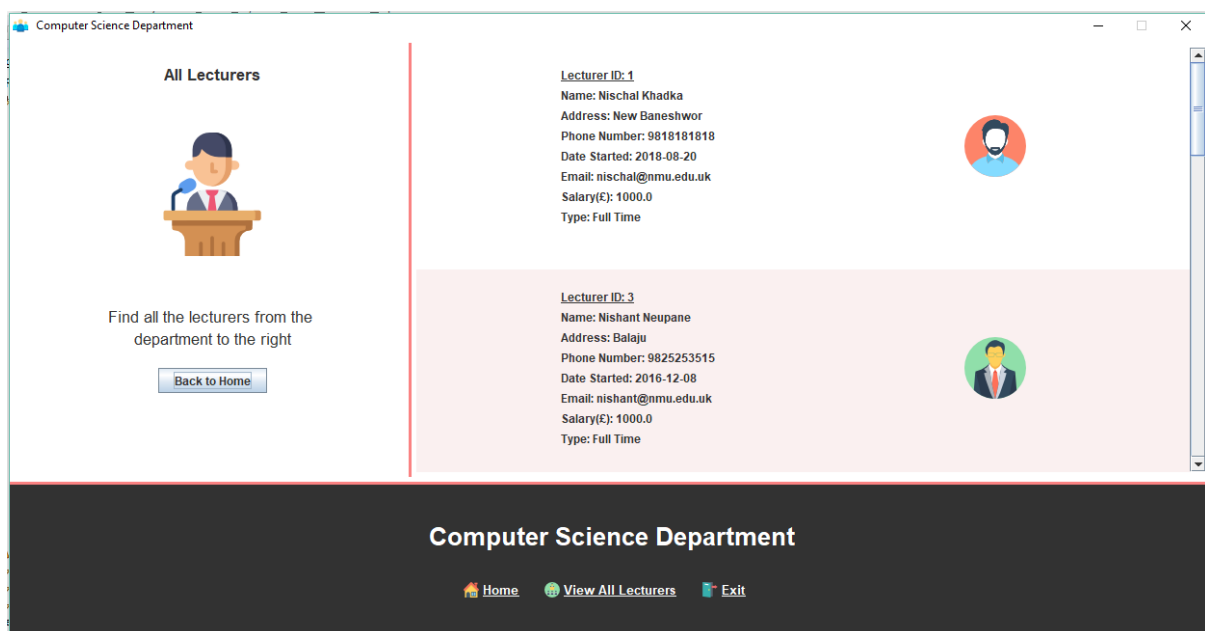 Computer Science Department
All Lecturers
Find all the lecturers from the
department to the right
Back to Home
Lecturer ID: 1
Name: Nischal Khadka
Address: New Baneshwor
Phone Number: 9818181818
Date Started: 2018-08-20
Email: nischal@nmu.edu.uk
Salary(£): 1000.0
Type: Full Time
Lecturer ID: 3
Name: Nishant Neupane
Address: Balaju
Phone Number: 9825253515
Date Started: 2016-12-08
Email: nishant@nmu.edu.uk
Salary(£): 1000.0
Type: Full Time
Computer Science Department
Home View All Lecturers Exit